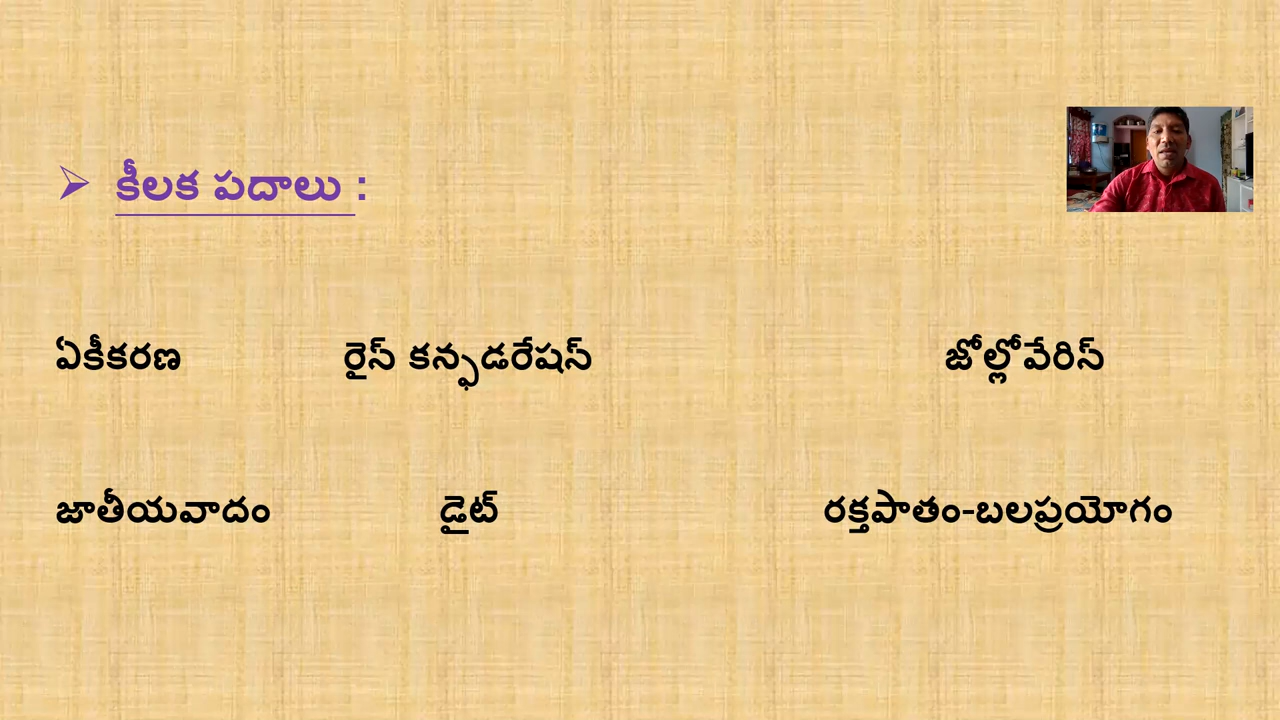 ➢ కీలక పదాలు :
ఏకీకరణ రైన్ కన్ఫడరేషన్ జోల్లోవేరిన్
జాతీయవాదం డైట్ రక్తపాతం-బలప్రయోగం